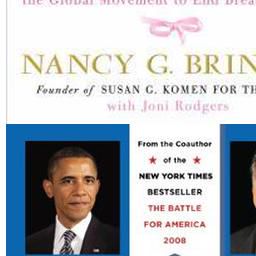 the Global Movement to End Brea
NANCY G. BRIN
Founder of SUSAN G. KOMEN FOR TH
with Joni Rodgers
From the Coauthor
of the
NEW YORK TIMES
BESTSELLER
THE BATTLE
FOR AMERICA
2008